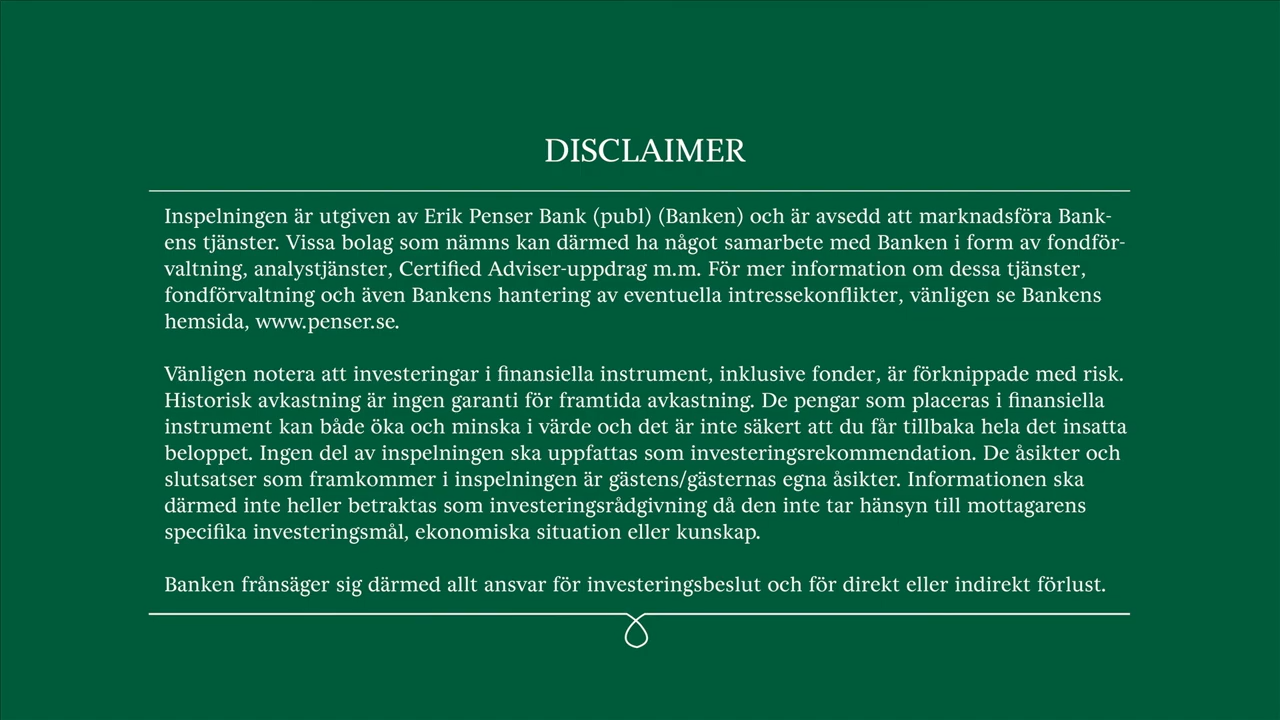 DISCLAIMER
Inspelningen är utgiven av Erik Penser Bank (publ) (Banken) och är avsedd att marknadsföra Bank-
ens tjänster. Vissa bolag som nämns kan därmed ha något samarbete med Banken i form av fondför-
valtning, analystjänster, Certified Adviser-uppdrag m.m. För mer information om dessa tjänster,
fondförvaltning och även Bankens hantering av eventuella intressekonflikter, vänligen se Bankens
hemsida, www.penser.se.
Vänligen notera att investeringar i finansiella instrument, inklusive fonder, är förknippade med risk.
Historisk avkastning är ingen garanti för framtida avkastning. De pengar som placeras i finansiella
instrument kan både öka och minska i värde och det är inte säkert att du får tillbaka hela det insatta
beloppet. Ingen del av inspelningen ska uppfattas som investeringsrekommendation. De åsikter och
slutsatser som framkommer i inspelningen är gästens/gästernas egna åsikter. Informationen ska
därmed inte heller betraktas som investeringsrådgivning då den inte tar hänsyn till mottagarens
specifika investeringsmål, ekonomiska situation eller kunskap.
Banken frånsäger sig därmed allt ansvar för investeringsbeslut och för direkt eller indirekt förlust.